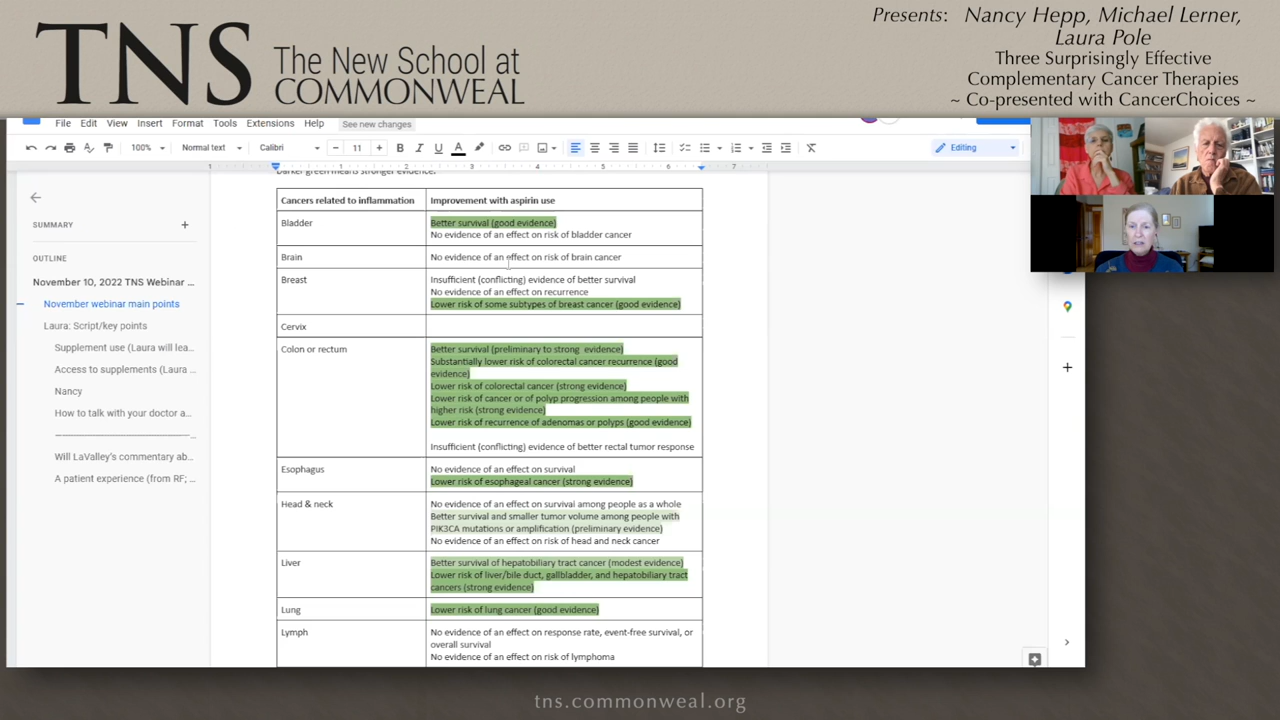 TNS
The New School at
COMMONWEAL
Presents: Nancy Hepp, Michael Lerner,
Laura Pole
Three Surprisingly Effective
Complementary Cancer Therapies
~ Co-presented with CancerChoices ~
File Edit View Insert Format Tools Extensions Help See new changes
100% Normal text Calibri 11 B I U A Editing
1 1 2 3 4 5 6 7
SUMMARY
OUTLINE
November 10, 2022 TNS Webinar ...
November webinar main points
Laura: Script/key points
Supplement use (Laura will lea...
Access to supplements (Laura ...
Nancy
How to talk with your doctor a...
Will LaValley's commentary ab...
A patient experience (from RF; ...
Darker green means stronger evidence.
Cancers related to inflammation Improvement with aspirin use
Bladder Better survival (good evidence)
No evidence of an effect on risk of bladder cancer
Brain No evidence of an effect on risk of brain cancer
Breast Insufficient (conflicting) evidence of better survival
No evidence of an effect on recurrence
Lower risk of some subtypes of breast cancer (good evidence)
Cervix
Colon or rectum Better survival (preliminary to strong evidence)
Substantially lower risk of colorectal cancer recurrence (good
evidence)
Lower risk of colorectal cancer (strong evidence)
Lower risk of cancer or of polyp progression among people with
higher risk (strong evidence)
Lower risk of recurrence of adenomas or polyps (good evidence)
Insufficient (conflicting) evidence of better rectal tumor response
Esophagus No evidence of an effect on survival
Lower risk of esophageal cancer (strong evidence)
Head & neck No evidence of an effect on survival among people as a whole
Better survival and smaller tumor volume among people with
PIK3CA mutations or amplification (preliminary evidence)
No evidence of an effect on risk of head and neck cancer
Liver Better survival of hepatobiliary tract cancer (modest evidence)
Lower risk of liver/bile duct, gallbladder, and hepatobiliary tract
cancers (strong evidence)
Lung Lower risk of lung cancer (good evidence)
Lymph No evidence of an effect on response rate, event-free survival, or
overall survival
No evidence of an effect on risk of lymphoma
tns.commonweal.org